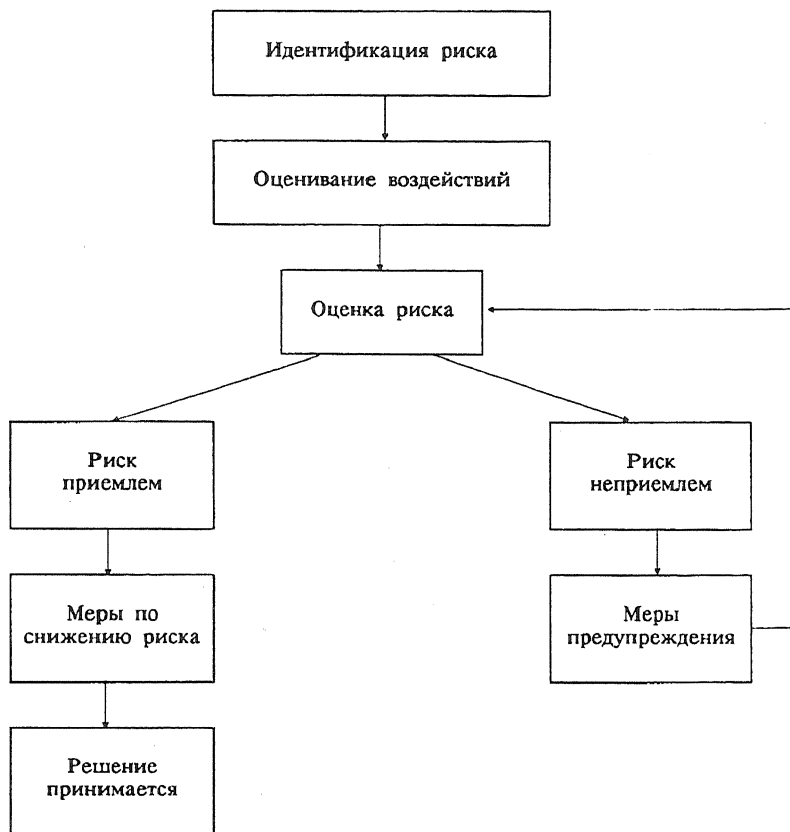 Идентификация риска
Оценивание воздействий
Оценка риска
Риск
приемлем
Риск
неприемлем
Меры по
снижению риска
Меры
предупреждения
Решение
принимается